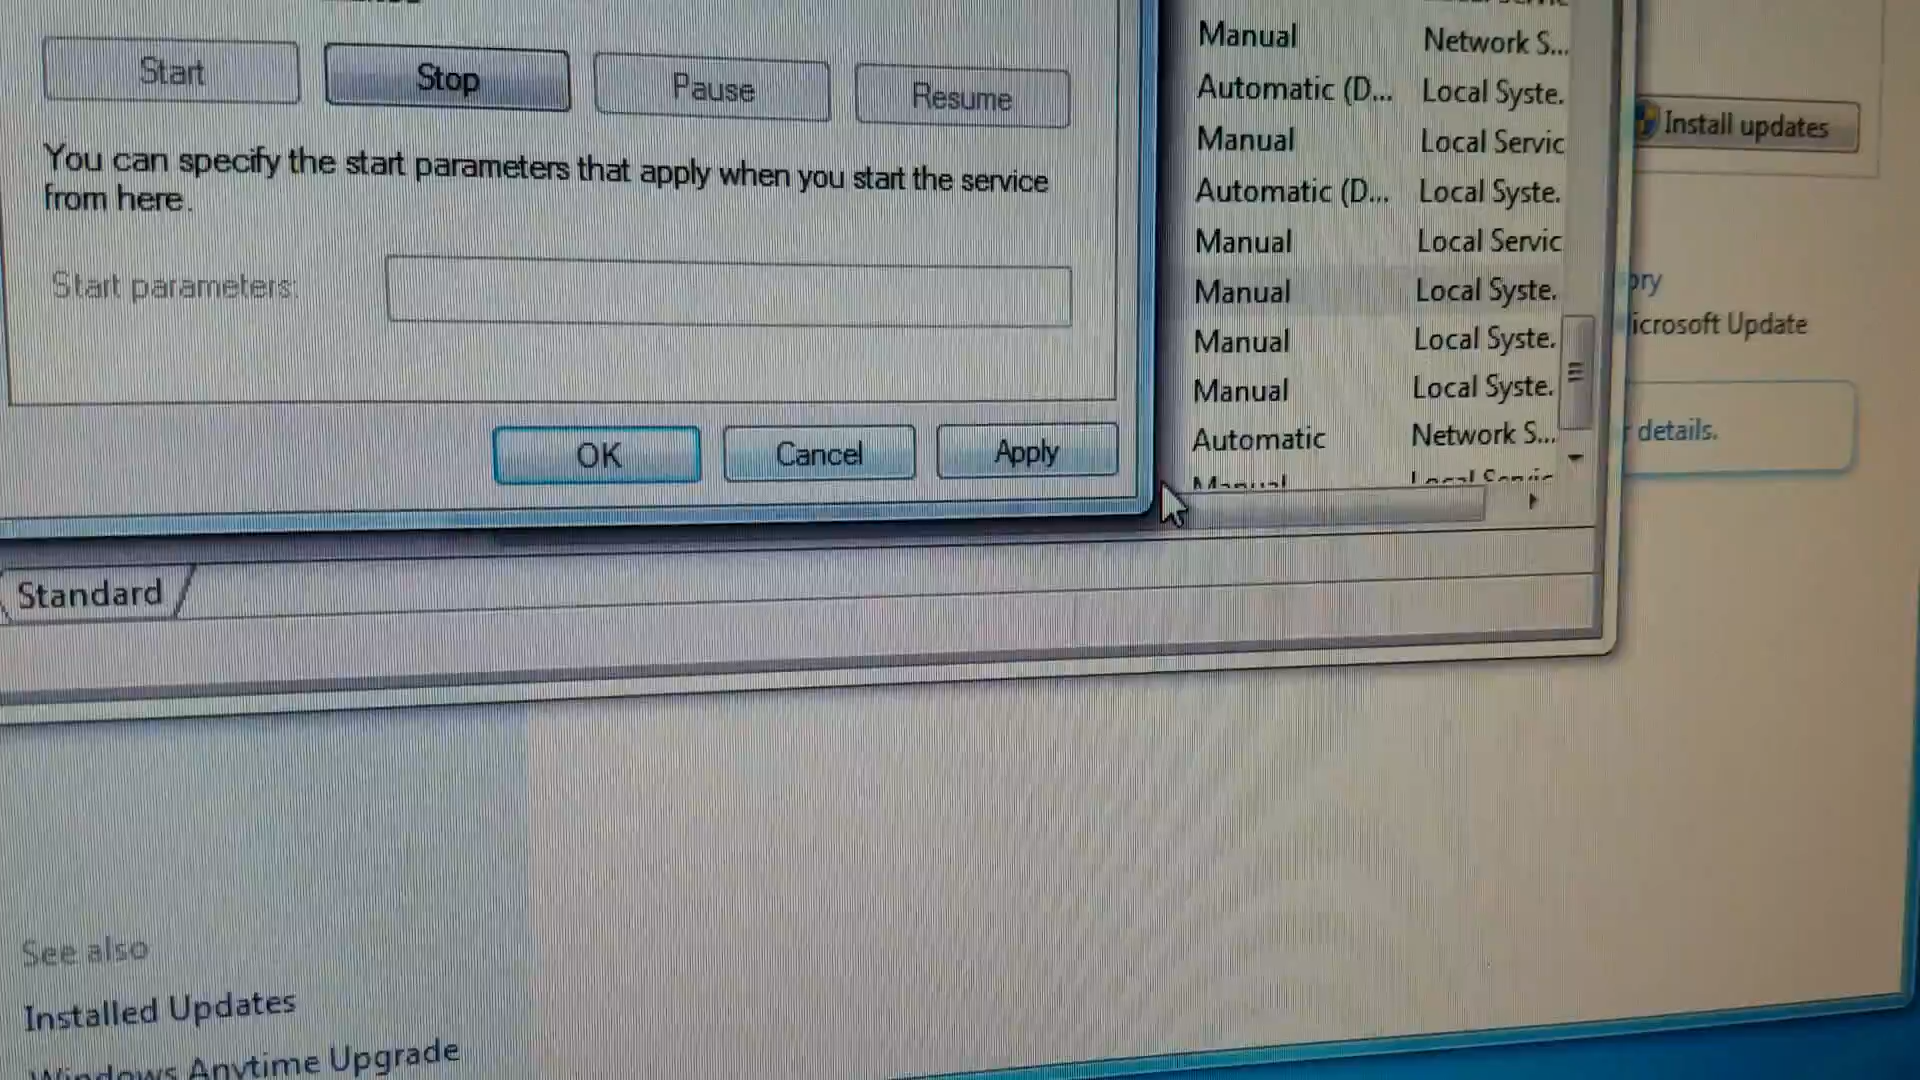 Start
Stop
Pause
Resume
You can specify the start parameters that apply when you start the service
from here.
Start parameters:
OK
Cancel
Apply
Manual Network S...
Automatic (D... Local Syste.
Manual Local Servic
Automatic (D... Local Syste.
Manual Local Servic
Manual Local Syste.
Manual Local Syste.
Manual Local Syste.
Automatic Network S...
Manual
Install updates
ory
icrosoft Update
r details.
Standard
See also
Installed Updates
Windows Anytime Upgrade